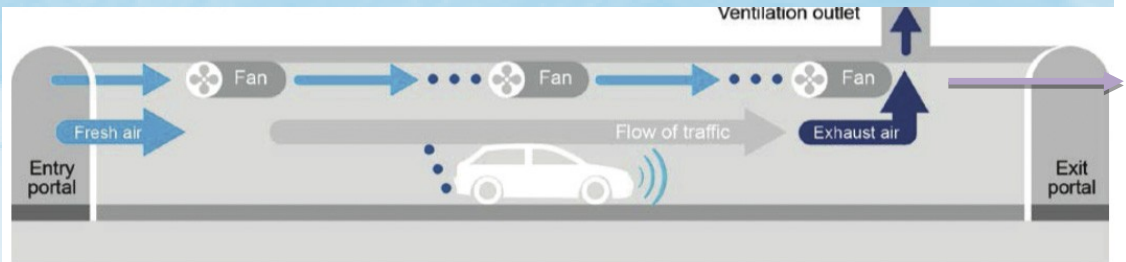 Ventilation outlet
Fan
Fan
Fan
Fresh air
Flow of traffic
Exhaust air
Entry
portal
Exit
portal